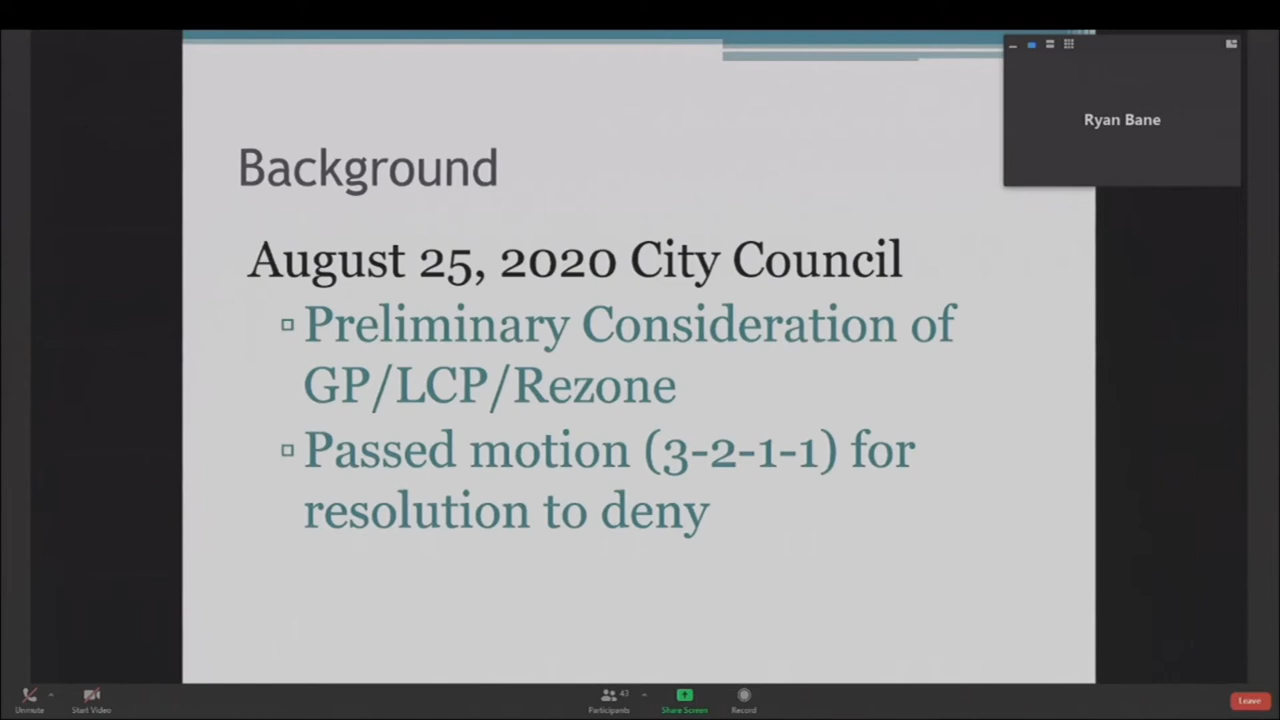 Ryan Bane
Background
August 25, 2020 City Council
Preliminary Consideration of
GP/LCP/Rezone
Passed motion (3-2-1-1) for
resolution to deny
Unmute
Start Video
43
Participants
Share Screen
Record
Leave